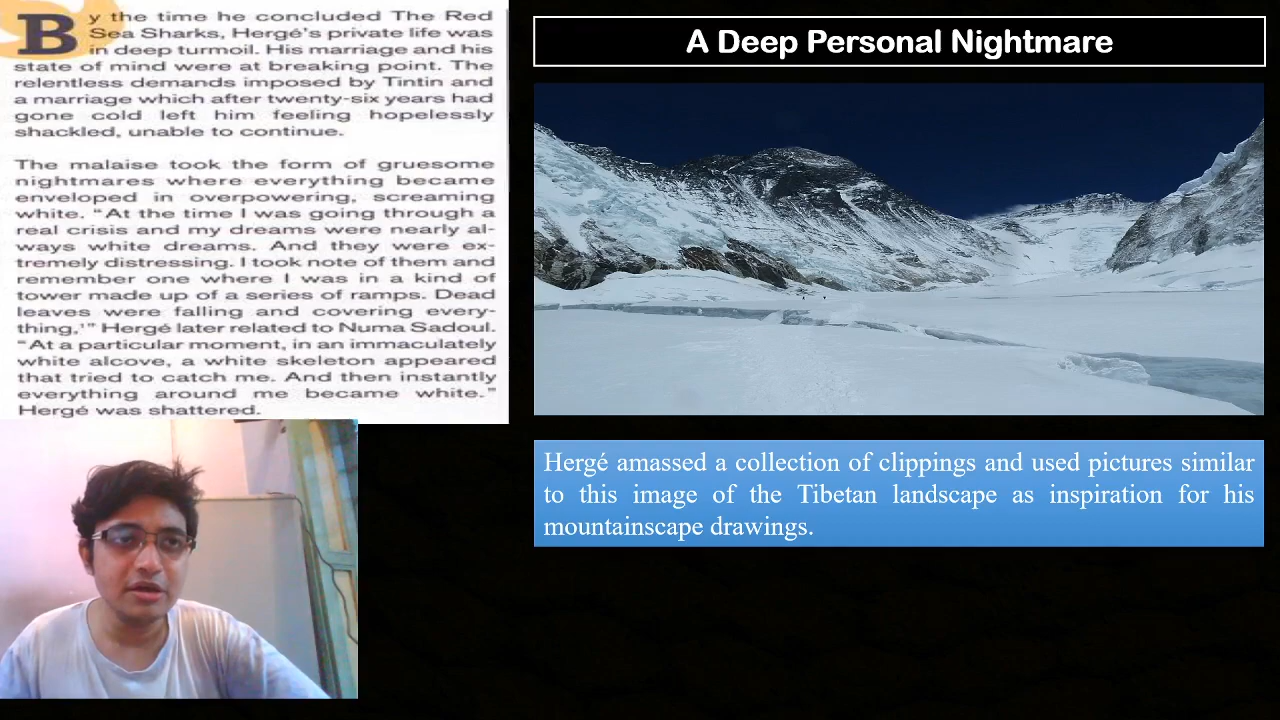 By the time he concluded The Red
Sea Sharks, Hergé's private life was
in deep turmoil. His marriage and his
state of mind were at breaking point. The
relentless demands imposed by Tintin and
a marriage which after twenty-six years had
gone cold left him feeling hopelessly
shackled, unable to continue.
The malaise took the form of gruesome
nightmares where everything became
enveloped in overpowering, screaming
white. "At the time I was going through a
real crisis and my dreams were nearly al-
ways white dreams. And they were ex-
tremely distressing. I took note of them and
remember one where I was in a kind of
tower made up of a series of ramps. Dead
leaves were falling and covering every-
thing,'" Hergé later related to Numa Sadoul.
"At a particular moment, in an immaculately
white alcove, a white skeleton appeared
that tried to catch me. And then instantly
everything around me became white."
Hergé was shattered.
A Deep Personal Nightmare
Hergé amassed a collection of clippings and used pictures similar
to this image of the Tibetan landscape as inspiration for his
mountainscape drawings.